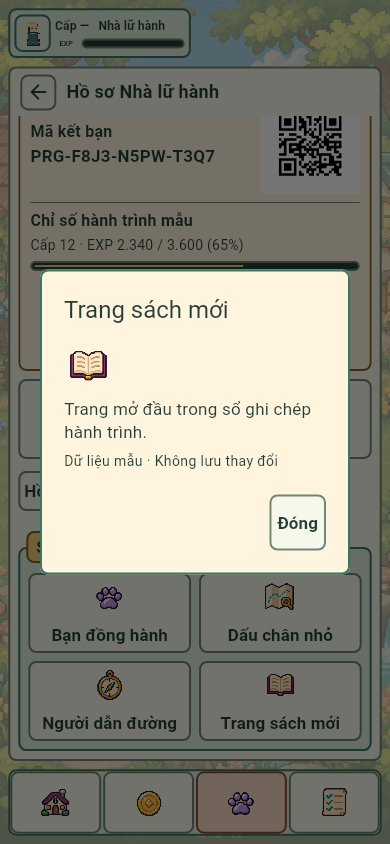 Cấp — Nhà lữ hành
EXP
Hồ sơ Nhà lữ hành
Mã kết bạn
PRG-F8J3-N5PW-T3Q7
Chỉ số hành trình mẫu
Cấp 12 · EXP 2.340 / 3.600 (65%)
Trang sách mới
Trang mở đầu trong sổ ghi chép
hành trình.
Dữ liệu mẫu · Không lưu thay đổi
Đóng
Bạn đồng hành
Dấu chân nhỏ
Người dẫn đường
Trang sách mới